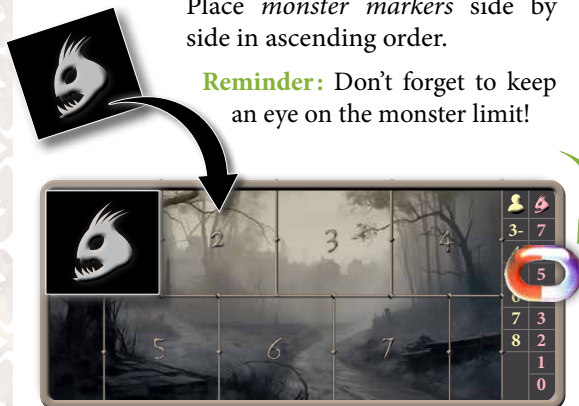 Place monster markers side by
side in ascending order.
Reminder: Don't forget to keep
an eye on the monster limit!
2 3 4
3- 7
5
5 6 7
7 3
8 2
1
0